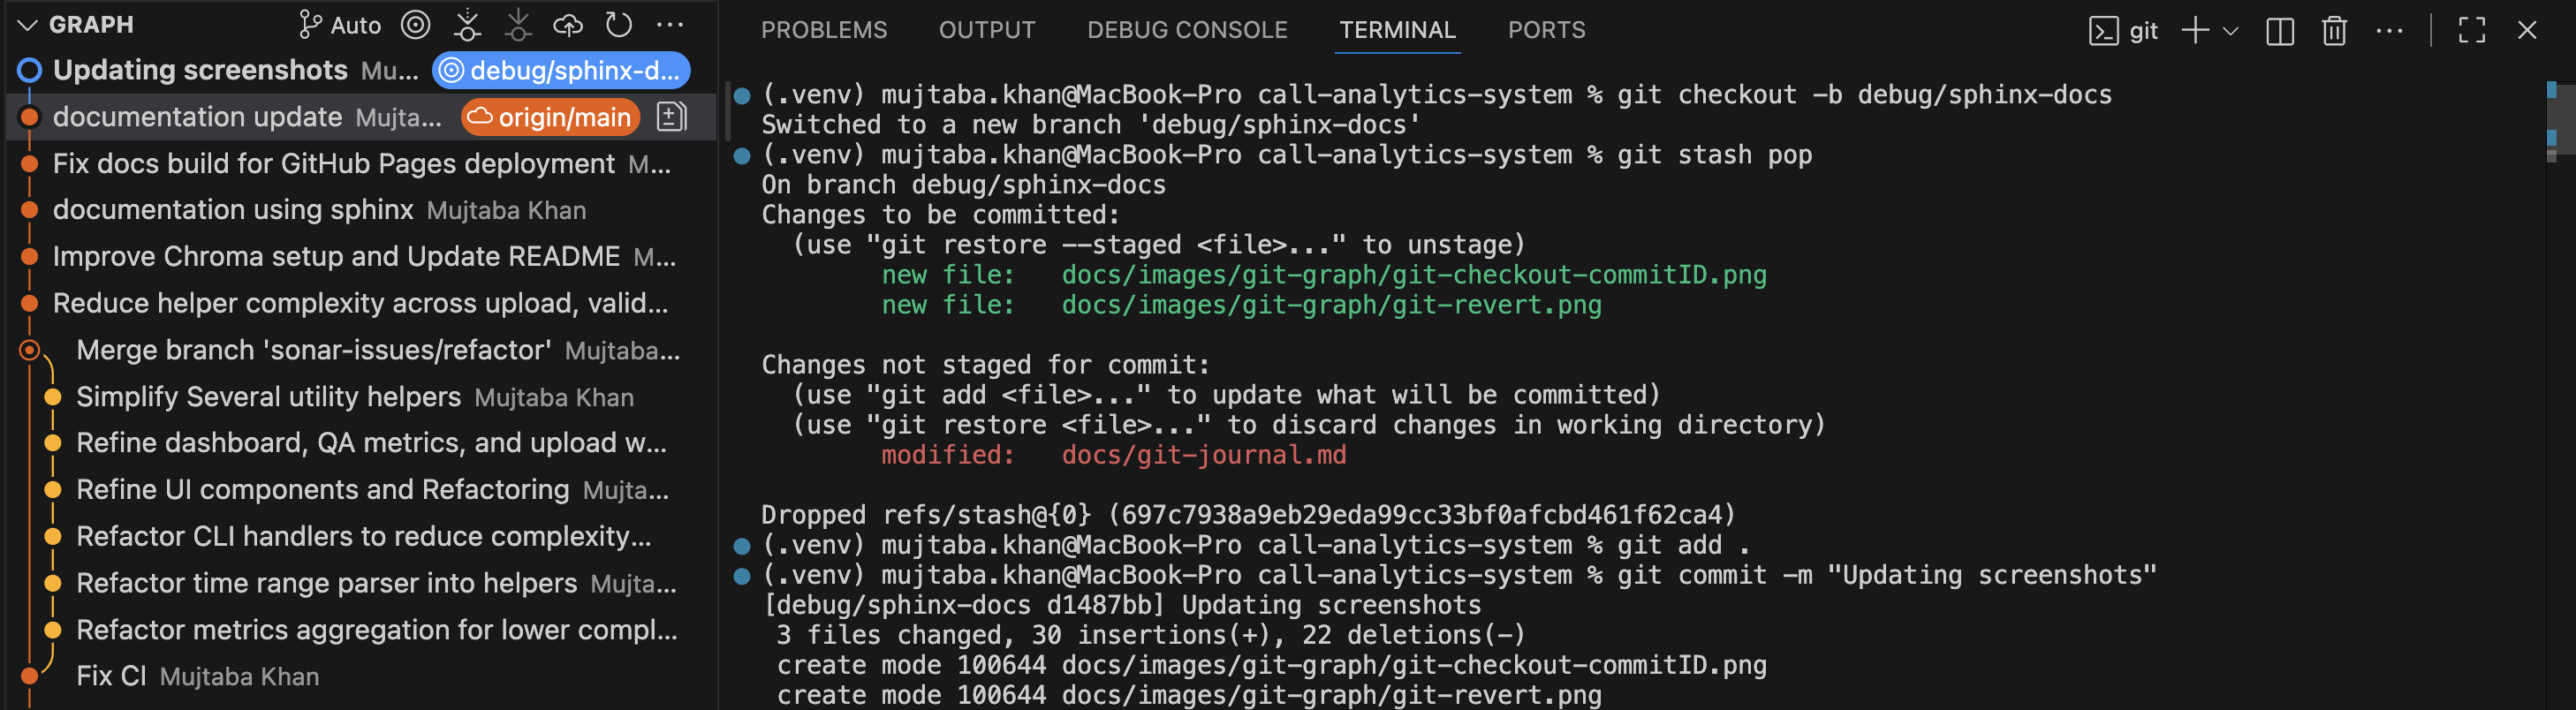 GRAPH Auto
Updating screenshots Mu... debug/sphinx-d...
documentation update Mujta... origin/main
Fix docs build for GitHub Pages deployment M...
documentation using sphinx Mujtaba Khan
Improve Chroma setup and Update README M...
Reduce helper complexity across upload, valid...
Merge branch 'sonar-issues/refactor' Mujtaba...
Simplify Several utility helpers Mujtaba Khan
Refine dashboard, QA metrics, and upload w...
Refine UI components and Refactoring Mujta...
Refactor CLI handlers to reduce complexity...
Refactor time range parser into helpers Mujta...
Refactor metrics aggregation for lower compl...
Fix CI Mujtaba Khan
PROBLEMS OUTPUT DEBUG CONSOLE TERMINAL PORTS git
(.venv) mujtaba.khan@MacBook-Pro call-analytics-system % git checkout -b debug/sphinx-docs
Switched to a new branch 'debug/sphinx-docs'
(.venv) mujtaba.khan@MacBook-Pro call-analytics-system % git stash pop
On branch debug/sphinx-docs
Changes to be committed:
(use "git restore --staged <file>..." to unstage)
new file: docs/images/git-graph/git-checkout-commitID.png
new file: docs/images/git-graph/git-revert.png
Changes not staged for commit:
(use "git add <file>..." to update what will be committed)
(use "git restore <file>..." to discard changes in working directory)
modified: docs/git-journal.md
Dropped refs/stash@{0} (697c7938a9eb29eda99cc33bf0afcbd461f62ca4)
(.venv) mujtaba.khan@MacBook-Pro call-analytics-system % git add .
(.venv) mujtaba.khan@MacBook-Pro call-analytics-system % git commit -m "Updating screenshots"
[debug/sphinx-docs d1487bb] Updating screenshots
3 files changed, 30 insertions(+), 22 deletions(-)
create mode 100644 docs/images/git-graph/git-checkout-commitID.png
create mode 100644 docs/images/git-graph/git-revert.png